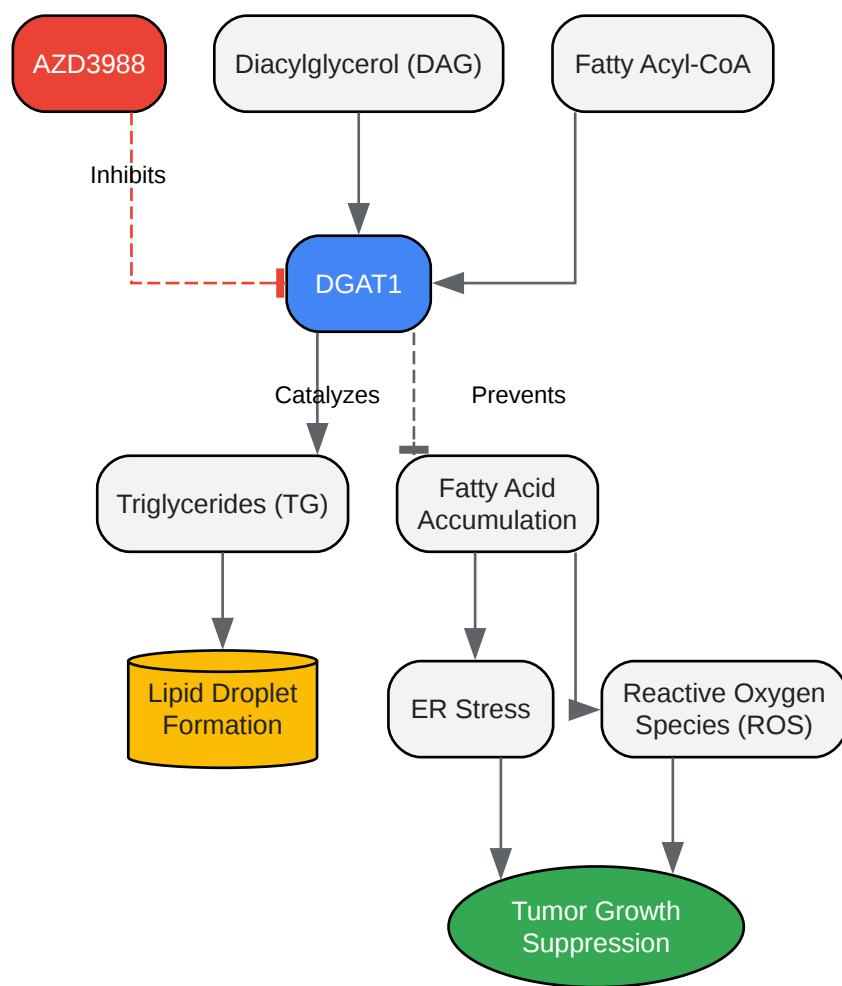 AZD3988
Diacylglycerol (DAG)
Fatty Acyl-CoA
Inhibits
DGAT1
Catalyzes
Prevents
Triglycerides (TG)
Fatty Acid
Accumulation
Lipid Droplet
Formation
ER Stress
Reactive Oxygen
Species (ROS)
Tumor Growth
Suppression